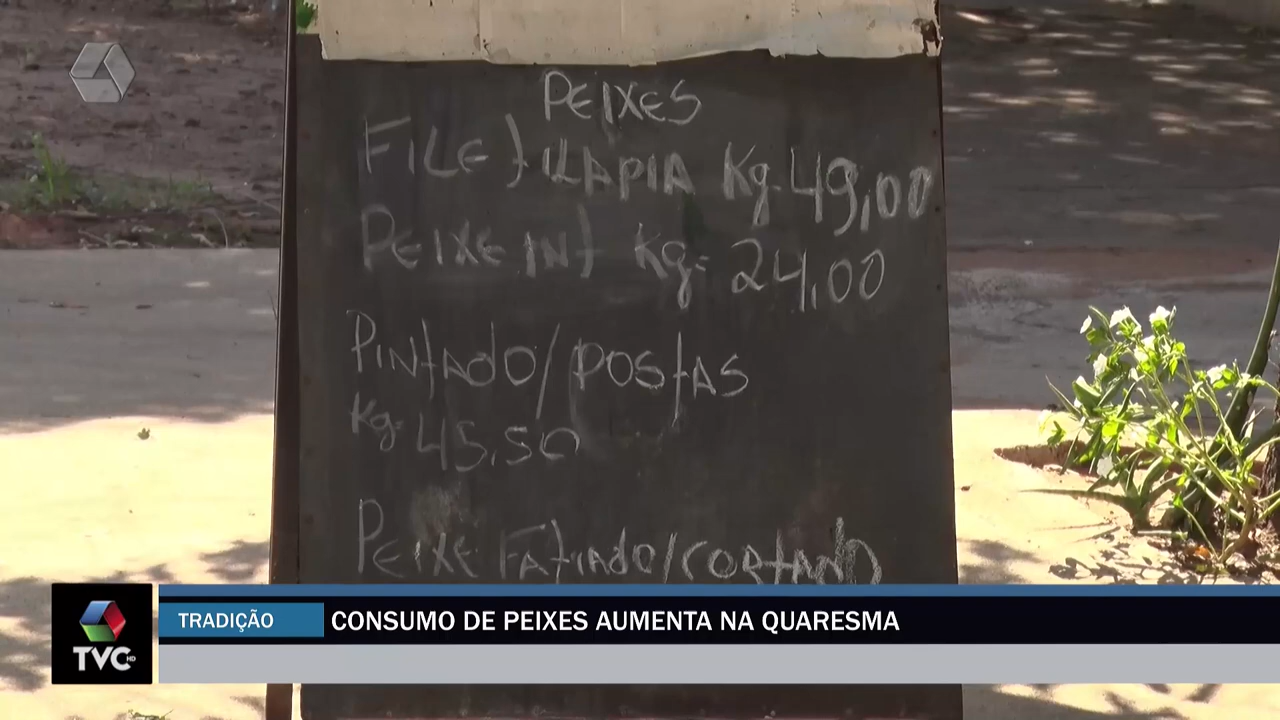 PEIXES
FILE TILAPIA Kg. 49,00
PEIXE INT Kg: 24,00
PINTADO/POSTAS
Kg. 45,50
PEIXE FATIADO/CORTADO
TRADIÇÃO
CONSUMO DE PEIXES AUMENTA NA QUARESMA
TVC HD